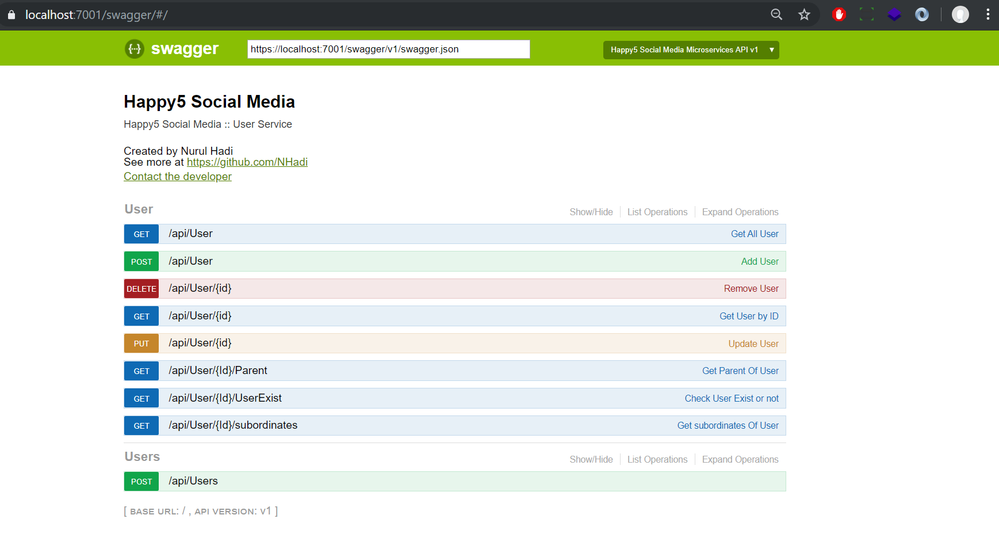 localhost:7001/swagger/#/
{···} swagger https://localhost:7001/swagger/v1/swagger.json Happy5 Social Media Microservices API v1
Happy5 Social Media
Happy5 Social Media :: User Service
Created by Nurul Hadi
See more at https://github.com/NHadi
Contact the developer
User Show/Hide List Operations Expand Operations
GET /api/User Get All User
POST /api/User Add User
DELETE /api/User/{id} Remove User
GET /api/User/{id} Get User by ID
PUT /api/User/{id} Update User
GET /api/User/{Id}/Parent Get Parent Of User
GET /api/User/{Id}/UserExist Check User Exist or not
GET /api/User/{Id}/subordinates Get subordinates Of User
Users Show/Hide List Operations Expand Operations
POST /api/Users
[ BASE URL: / , API VERSION: V1 ]